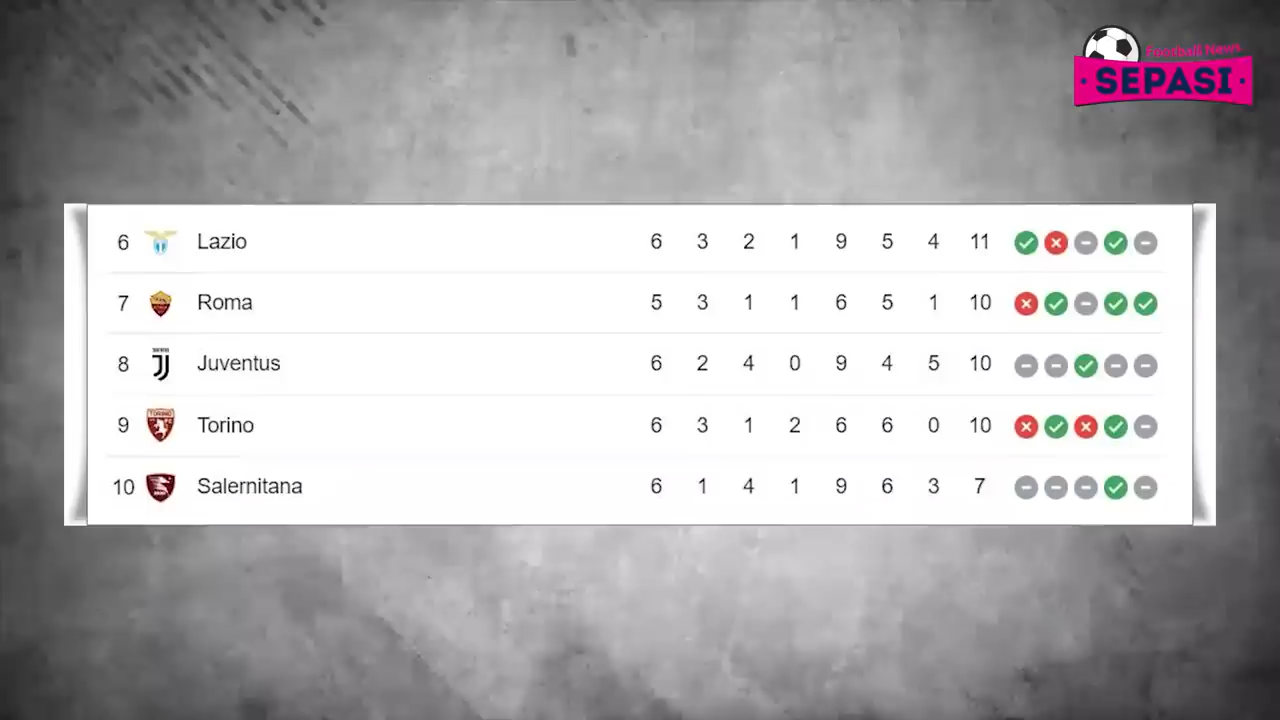 Football News
SEPASI
6 Lazio 6 3 2 1 9 5 4 11
7 Roma 5 3 1 1 6 5 1 10
8 Juventus 6 2 4 0 9 4 5 10
9 Torino 6 3 1 2 6 6 0 10
10 Salernitana 6 1 4 1 9 6 3 7